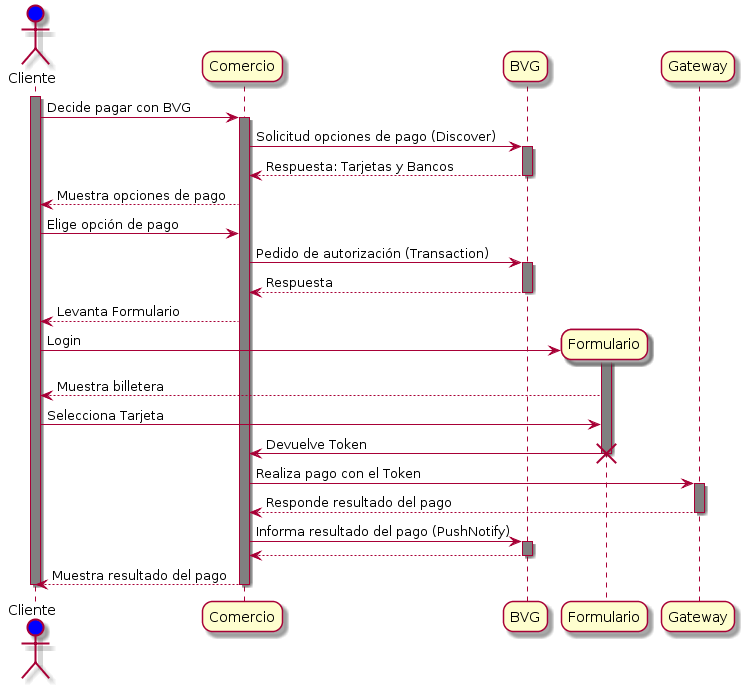 Cliente
Comercio
BVG
Gateway
Decide pagar con BVG
Solicitud opciones de pago (Discover)
Respuesta: Tarjetas y Bancos
Muestra opciones de pago
Elige opción de pago
Pedido de autorización (Transaction)
Respuesta
Levanta Formulario
Login
Formulario
Muestra billetera
Selecciona Tarjeta
Devuelve Token
Realiza pago con el Token
Responde resultado del pago
Informa resultado del pago (PushNotify)
Muestra resultado del pago
Cliente
Comercio
BVG
Formulario
Gateway